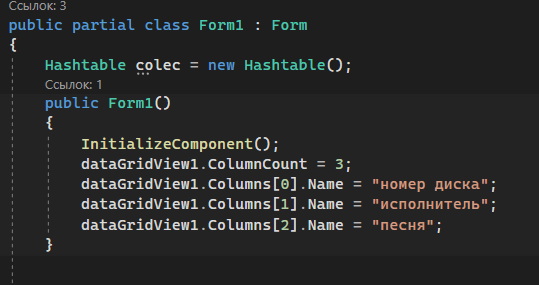 Ссылок: 3
public partial class Form1 : Form
{
Hashtable colec = new Hashtable();
Ссылок: 1
public Form1()
{
InitializeComponent();
dataGridView1.ColumnCount = 3;
dataGridView1.Columns[0].Name = "номер диска";
dataGridView1.Columns[1].Name = "исполнитель";
dataGridView1.Columns[2].Name = "песня";
}